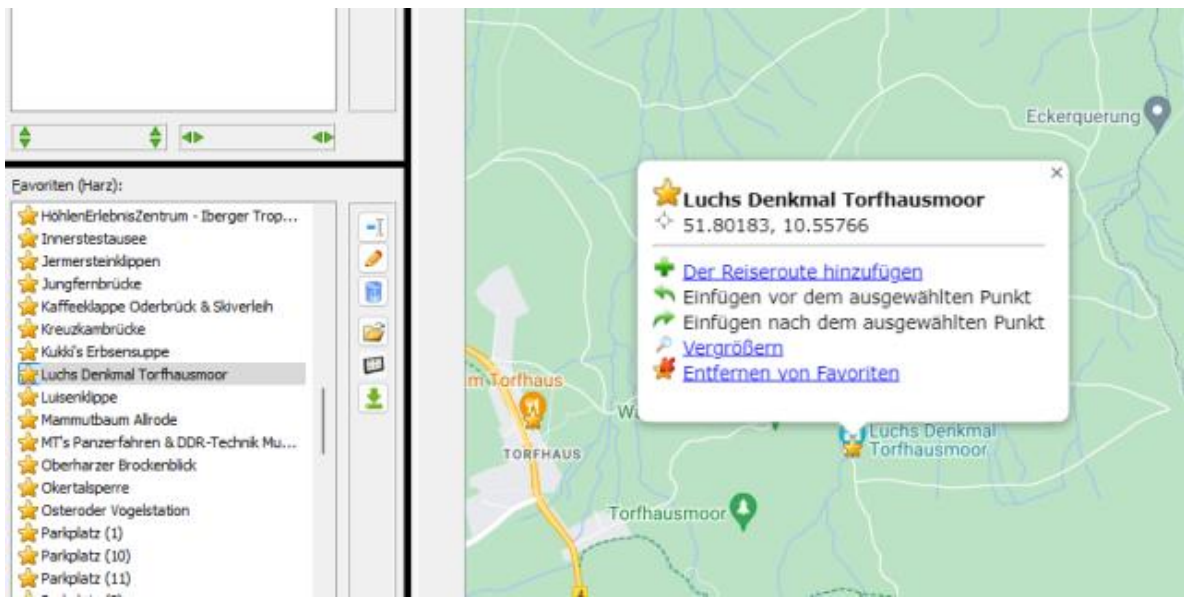 Favoriten (Harz):
HöhlenErlebnisZentrum - Iberger Trop...
Innerstestausee
Jermersteinklippen
Jungfernbrücke
Kaffeeklappe Oderbrück & Skiverleih
Kreuzkambrücke
Kukki's Erbsensuppe
Luchs Denkmal Torfhausmoor
Luisenklippe
Mammutbaum Allrode
MT's Panzerfahren & DDR-Technik Mu...
Oberharzer Brockenblick
Okertalsperre
Osteroder Vogelstation
Parkplatz (1)
Parkplatz (10)
Parkplatz (11)
Eckerquerung
Luchs Denkmal Torfhausmoor
51.80183, 10.55766
Der Reiseroute hinzufügen
Einfügen vor dem ausgewählten Punkt
Einfügen nach dem ausgewählten Punkt
Vergrößern
Entfernen von Favoriten
m Torfhaus
W
TORFHAUS
Luchs Denkmal
Torfhausmoor
Torfhausmoor
4